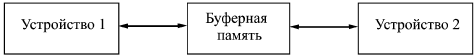 Устройство 1
Буферная
память
Устройство 2